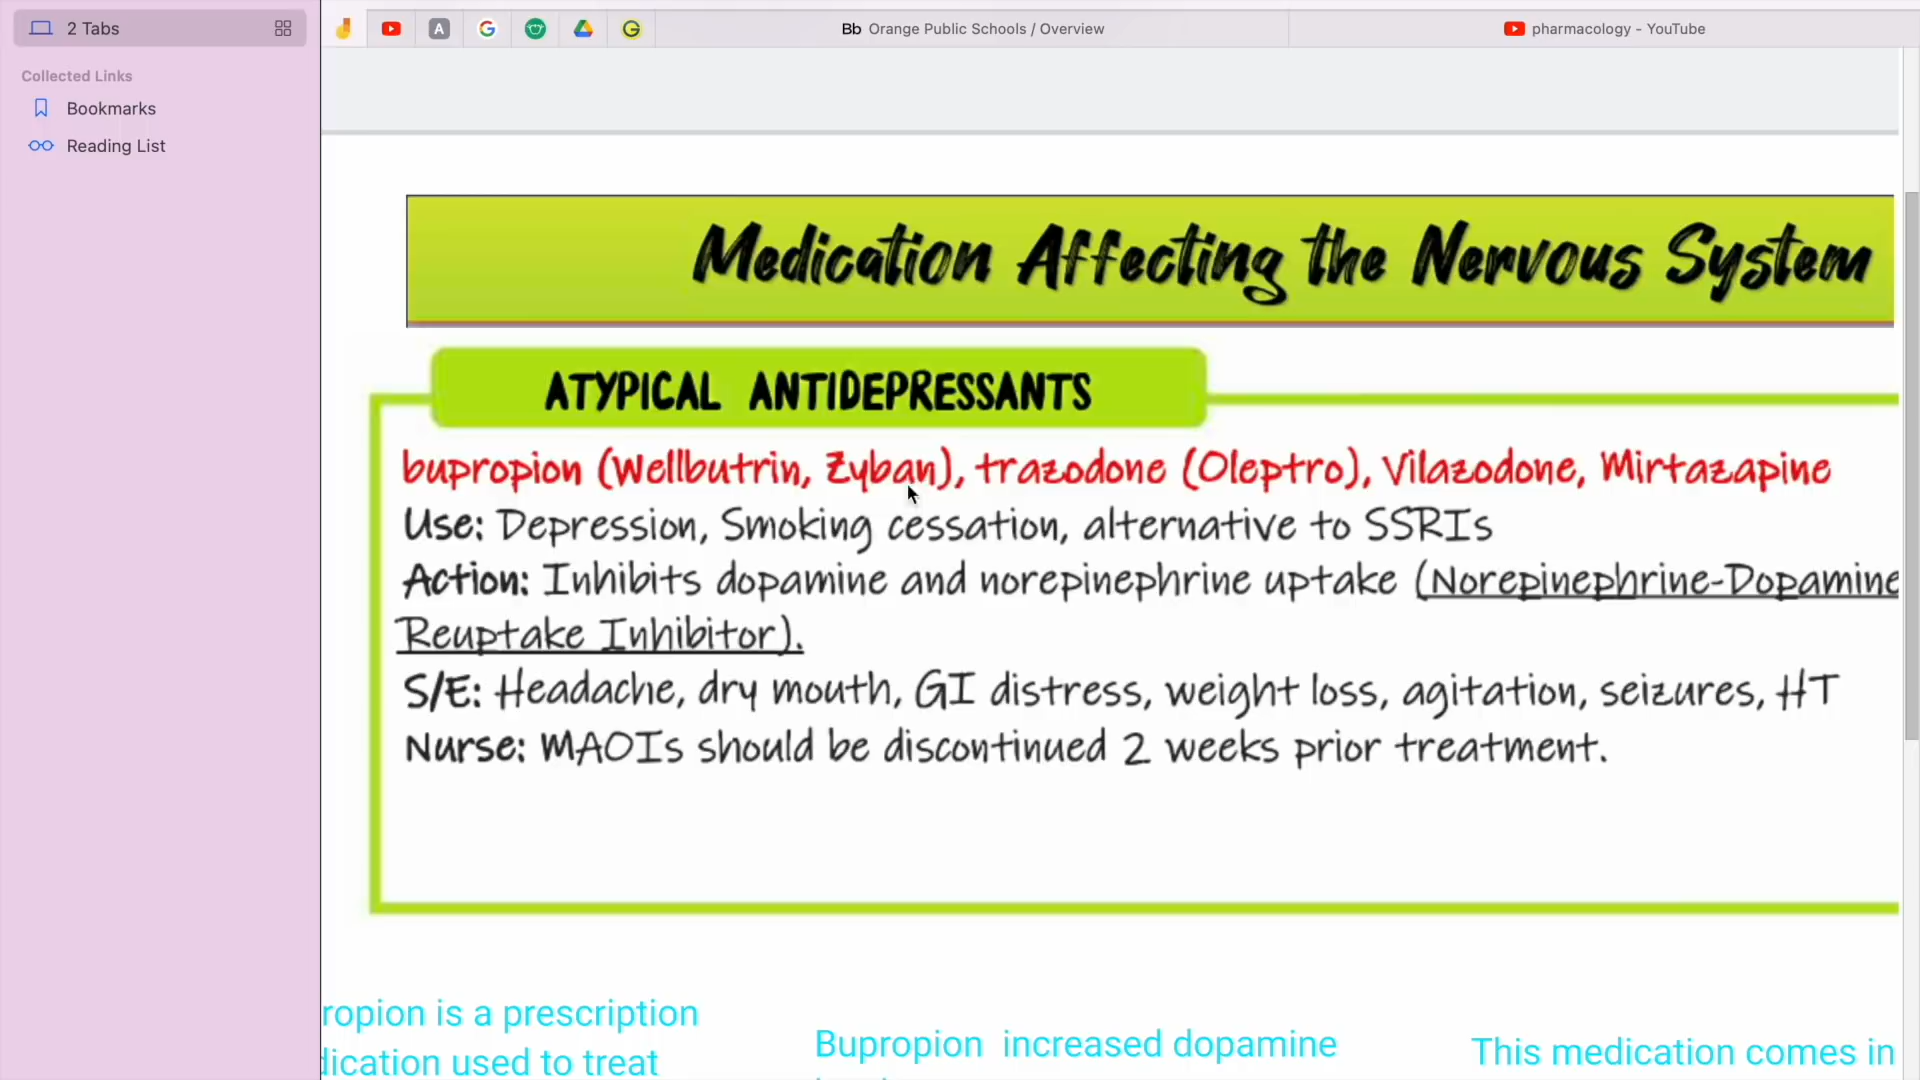 2 Tabs
Collected Links
Bookmarks
Reading List
A
G
G
Bb Orange Public Schools / Overview
pharmacology - YouTube
Medication Affecting the Nervous System
ATYPICAL ANTIDEPRESSANTS
bupropion (Wellbutrin, Zyban), trazodone (Oleptro), Vilazodone, Mirtazapine
Use: Depression, Smoking cessation, alternative to SSRIs
Action: Inhibits dopamine and norepinephrine uptake (Norepinephrine-Dopamine
Reuptake Inhibitor).
S/E: Headache, dry mouth, GI distress, weight loss, agitation, seizures, HT
Nurse: MAOIs should be discontinued 2 weeks prior treatment.
ropion is a prescription
dication used to treat
Bupropion increased dopamine
This medication comes in